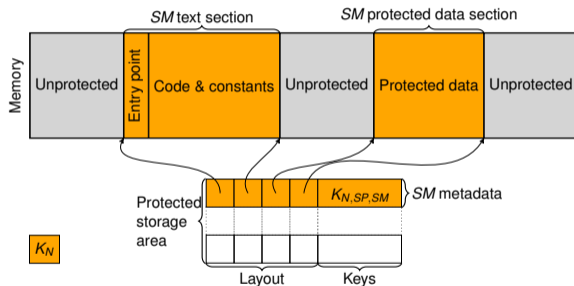 SM text section
SM protected data section
Memory
Unprotected
Entry point
Code & constants
Unprotected
Protected data
Unprotected
Protected
storage
area
K_{N,SP,SM}
SM metadata
K_N
Layout
Keys